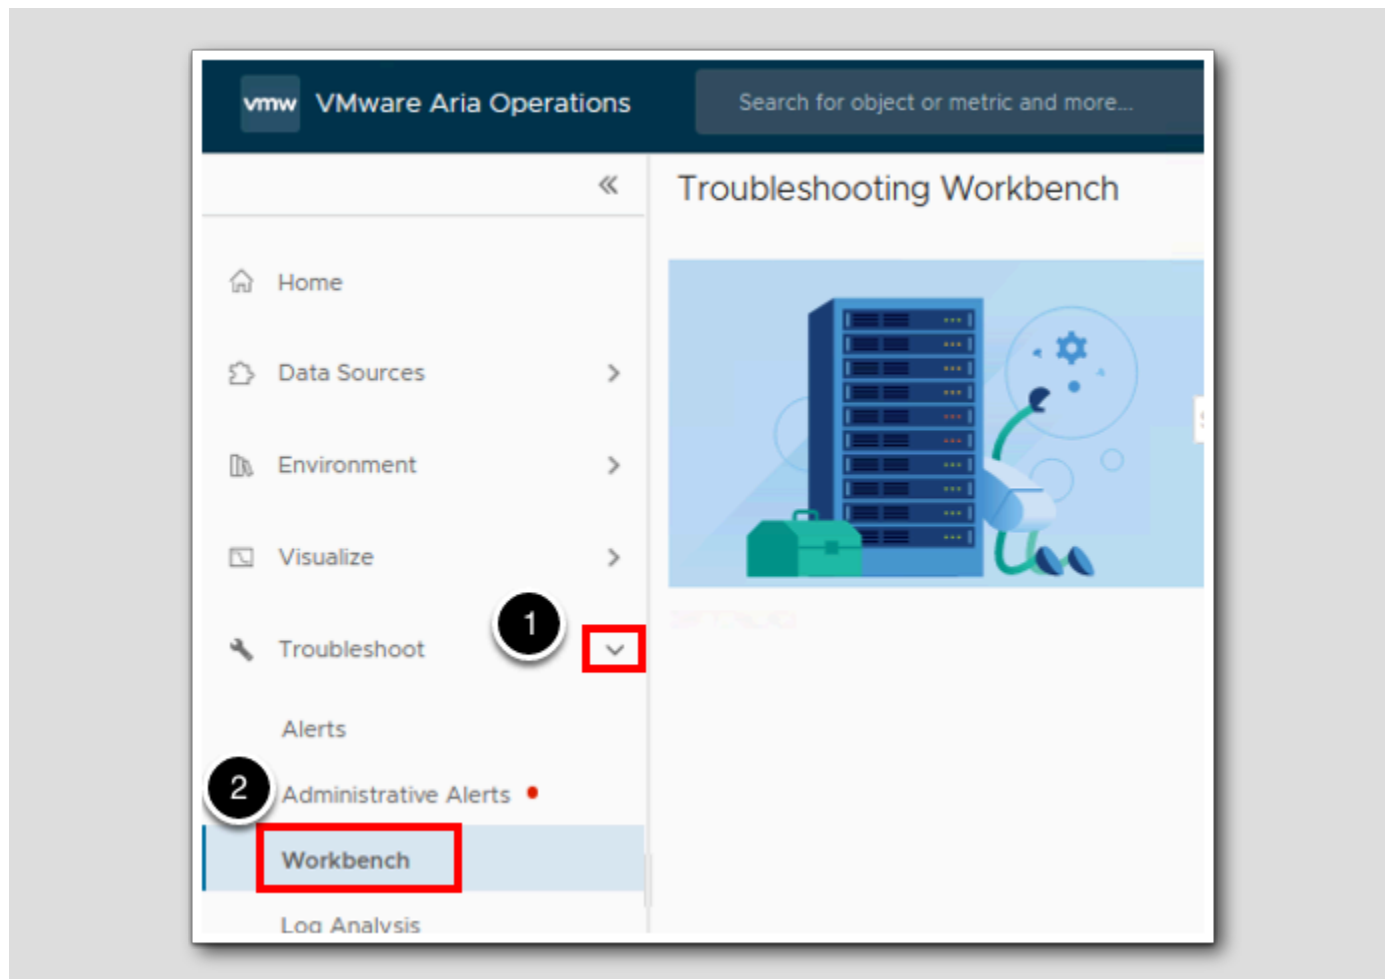 vmw VMware Aria Operations
Search for object or metric and more...
Troubleshooting Workbench
Home
Data Sources
Environment
Visualize
1
Troubleshoot
Alerts
2
Administrative Alerts
Workbench
Log Analysis